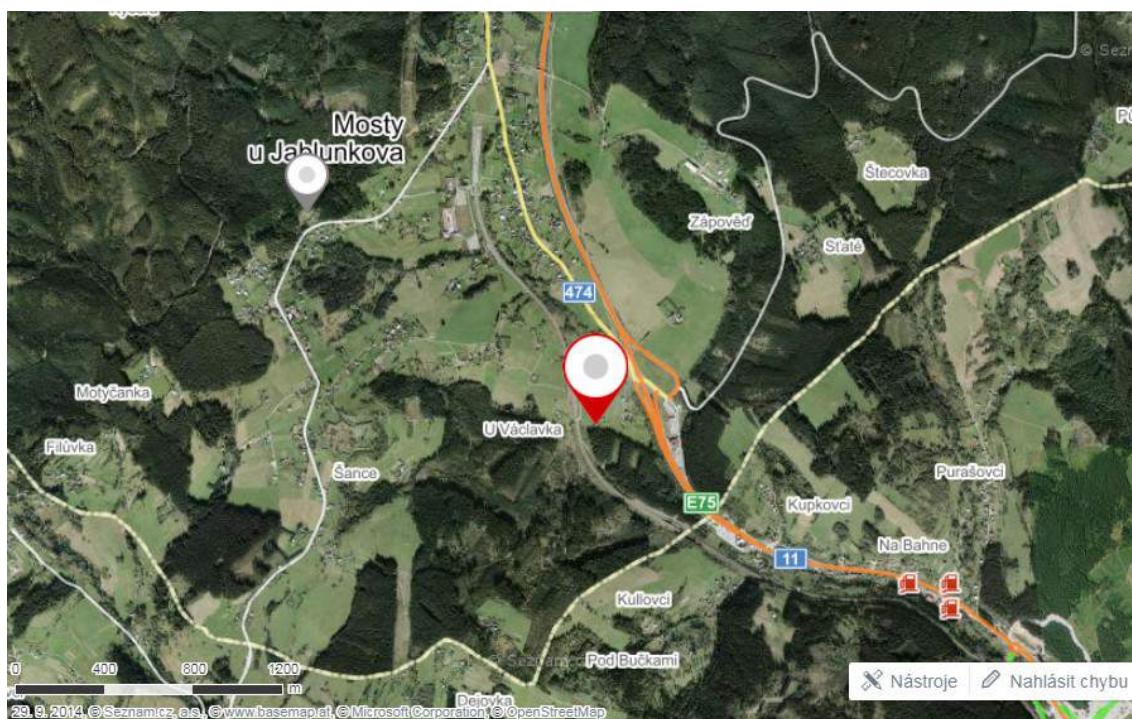 Mosty
u Jablunkova
Štecovka
Zápověď
Sťaté
474
Motyčanka
U Václavka
Filůvka
Šance
Purašovci
E75
Kupkovci
Na Bahne
11
Kullovci
Pod Bučkami
Dejovka
0 400 800 1200
m
Nástroje
Nahlásit chybu
29. 9. 2014, © Seznam.cz, a.s., © www.basemap.at, © Microsoft Corporation, © OpenStreetMap